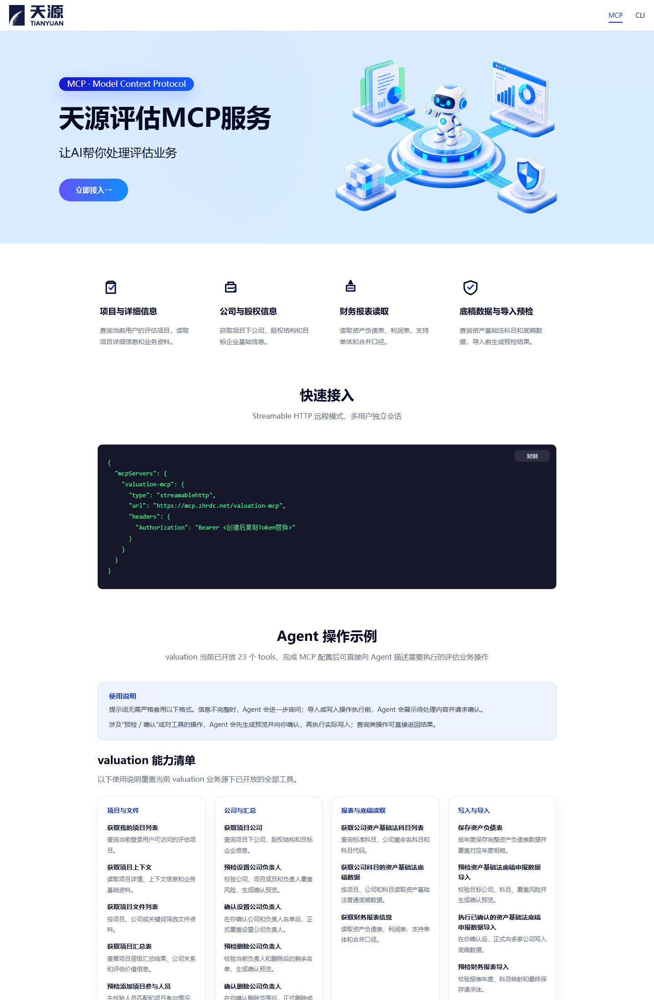 天源
TIANYUAN
MCP
CLI
MCP · Model Context Protocol
天源评估MCP服务
让AI帮你处理评估业务
立即接入→
项目与详细信息
查询当前用户的评估项目，读取
项目详细信息和业务资料。
公司与股权信息
获取项目下公司、股权结构和目
标企业基础信息。
财务报表读取
读取资产负债表、利润表，支持
单体和合并口径。
底稿数据与导入预检
查询资产基础法科目和底稿数
据，导入前生成预检结果。
快速接入
Streamable HTTP 远程模式，多用户独立会话
复制
{
"mcpServers": {
"valuation-mcp": {
"type": "streamablehttp",
"url": "https://mcp.zhrdc.net/valuation-mcp",
"headers": {
"Authorization": "Bearer <创建后复制Token替换>"
}
}
}
}
Agent 操作示例
valuation 当前已开放 23 个 tools，完成 MCP 配置后可直接向 Agent 描述需要执行的评估业务操作
使用说明
提示词无需严格套用以下格式。信息不完整时，Agent 会进一步询问；导入或写入操作执行前，Agent 会展示待处理内容并请求确认。
涉及“预检 / 确认”成对工具的操作，Agent 会先生成预览并向你确认，再执行实际写入；查询类操作可直接返回结果。
valuation 能力清单
以下使用说明覆盖当前 valuation 业务源下已开放的全部工具。
项目与文件
获取我的项目列表
查询当前登录用户可访问的评估项
目。
获取项目上下文
读取项目详情、上下文信息和业务
基础资料。
获取项目文件列表
按项目、公司或关键词筛选文件资
料。
获取项目汇总表
查看项目层级汇总结果、公司关系
和评估价值信息。
预检添加项目参与人员
先校验人员匹配和项目参与情况，
公司与汇总
获取项目公司
查询项目下公司、股权结构和目标
企业信息。
预检设置公司负责人
校验公司、项目成员和负责人覆盖
风险，生成确认预览。
确认设置公司负责人
在你确认公司和负责人名单后，正
式覆盖设置公司负责人。
预检删除公司负责人
校验当前负责人和删除后的剩余名
单，生成确认预览。
确认删除公司负责人
在你确认删除范围后，正式删除或
报表与底稿读取
获取公司资产基础法科目列表
查询标准科目、公司重命名科目和
科目代码。
获取公司科目的资产基础法底
稿数据
按项目、公司和科目读取资产基础
法普通底稿数据。
获取财务报表信息
读取资产负债表、利润表，支持单
体和合并口径。
写入与导入
保存资产负债表
按年度保存完整资产负债表数据并
覆盖对应年度明细。
预检资产基础法底稿申报数据
导入
校验目标公司、科目、覆盖风险并
生成确认预览。
执行已确认的资产基础法底稿
申报数据导入
在你确认后，正式向多家公司写入
底稿数据。
预检财务报表导入
校验报表年度、科目映射和最终保
存请求体。